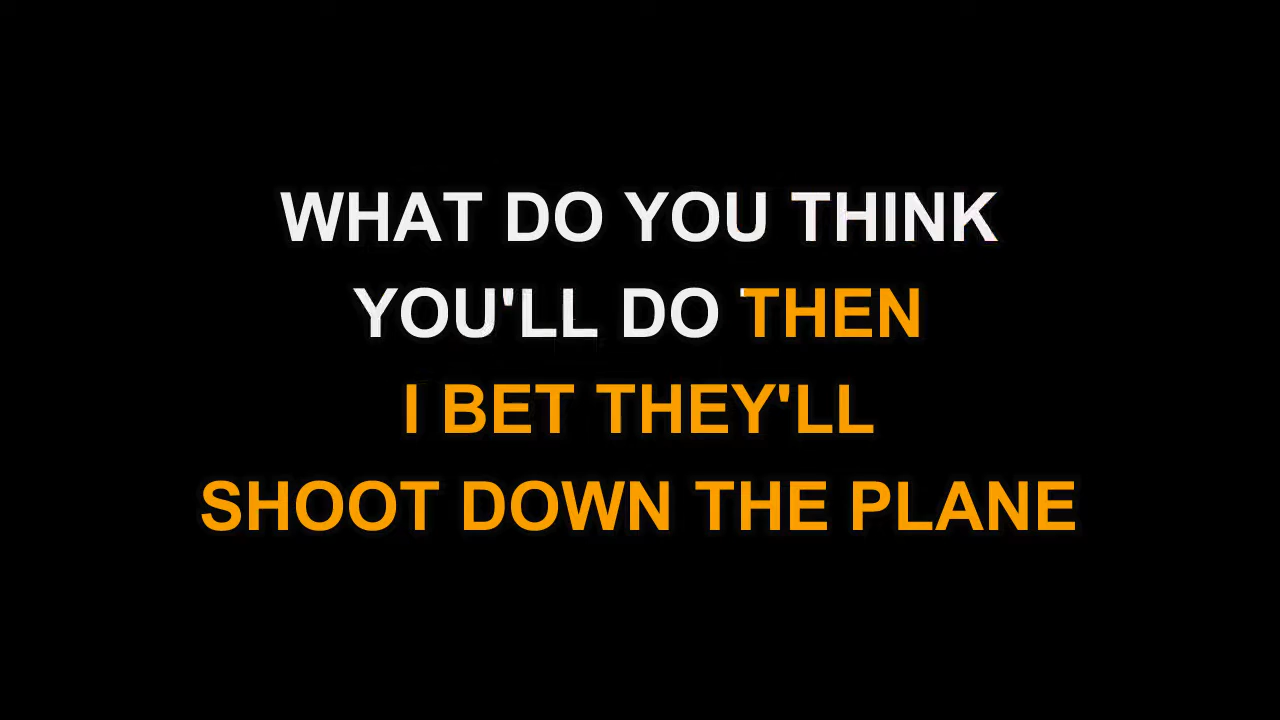 WHAT DO YOU THINK
YOU'LL DO THEN
I BET THEY'LL
SHOOT DOWN THE PLANE